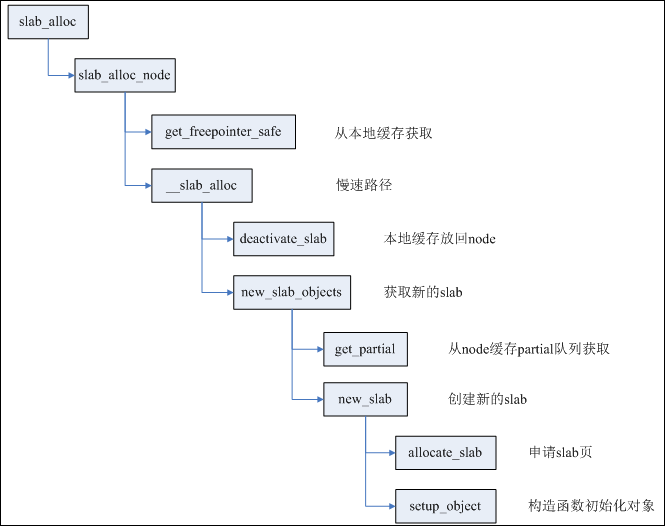 slab_alloc
slab_alloc_node
get_freepointer_safe 从本地缓存获取
__slab_alloc 慢速路径
deactivate_slab 本地缓存放回node
new_slab_objects 获取新的slab
get_partial 从node缓存partial队列获取
new_slab 创建新的slab
allocate_slab 申请slab页
setup_object 构造函数初始化对象